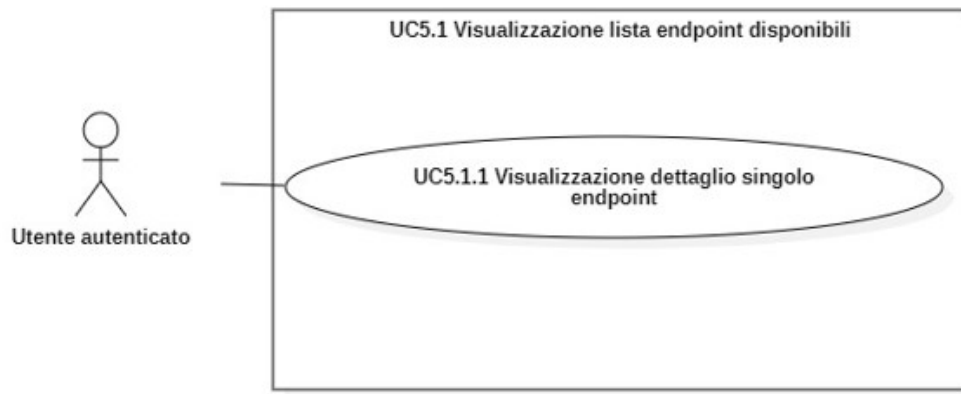 UC5.1 Visualizzazione lista endpoint disponibili
UC5.1.1 Visualizzazione dettaglio singolo
endpoint
Utente autenticato